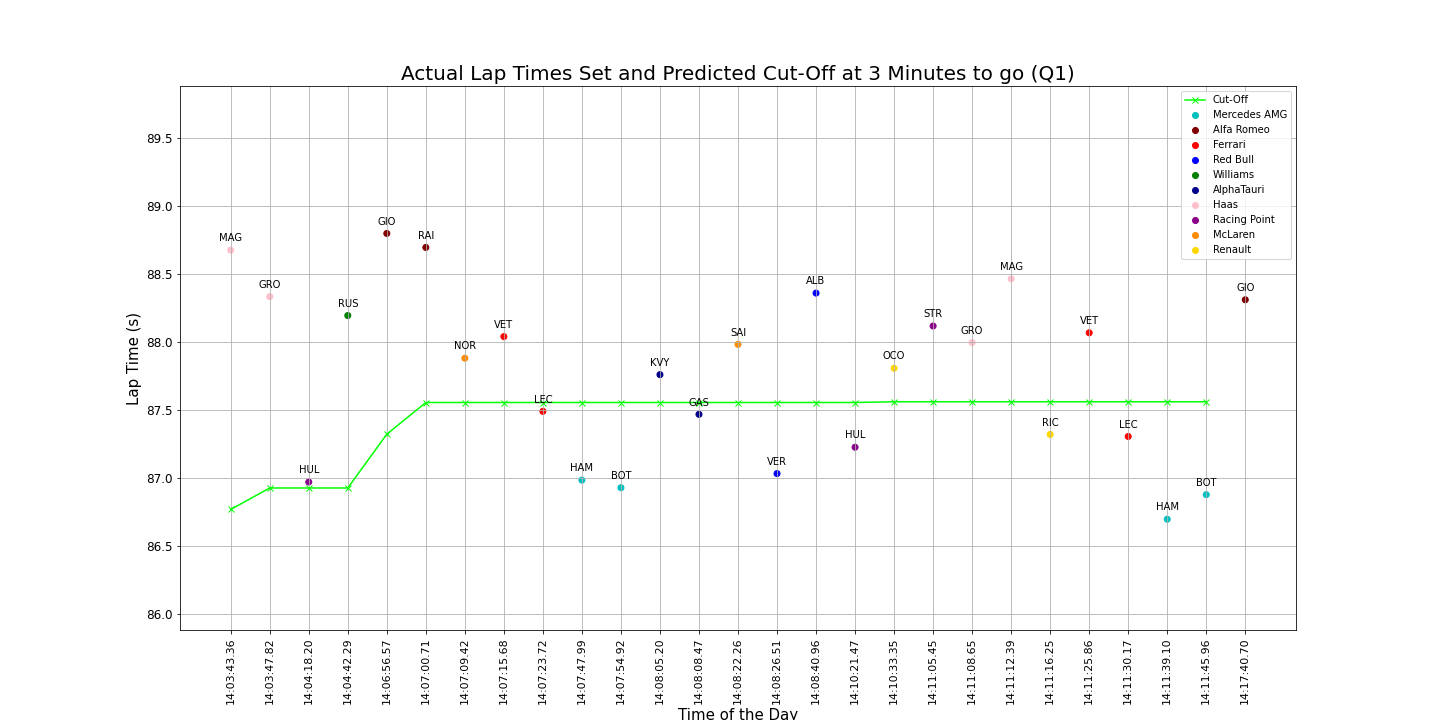 Actual Lap Times Set and Predicted Cut-Off at 3 Minutes to go (Q1)
Cut-Off
Mercedes AMG
Alfa Romeo
Ferrari
Red Bull
Williams
AlphaTauri
Haas
Racing Point
McLaren
Renault
Lap Time (s)
89.5
89.0
88.5
88.0
87.5
87.0
86.5
86.0
MAG
GRO
HUL
RUS
GIO
RAI
NOR
VET
LEC
HAM
BOT
KVY
GAS
SAI
VER
ALB
HUL
OCO
STR
GRO
MAG
RIC
VET
LEC
HAM
BOT
GIO
14:03:43.36
14:03:47.82
14:04:18.20
14:04:42.29
14:06:56.57
14:07:00.71
14:07:09.42
14:07:15.68
14:07:23.72
14:07:47.99
14:07:54.92
14:08:05.20
14:08:08.47
14:08:22.26
14:08:26.51
14:08:40.96
14:10:21.47
14:10:33.35
14:11:05.45
14:11:08.65
14:11:12.39
14:11:16.25
14:11:25.86
14:11:30.17
14:11:39.10
14:11:45.96
14:17:40.70
Time of the Day